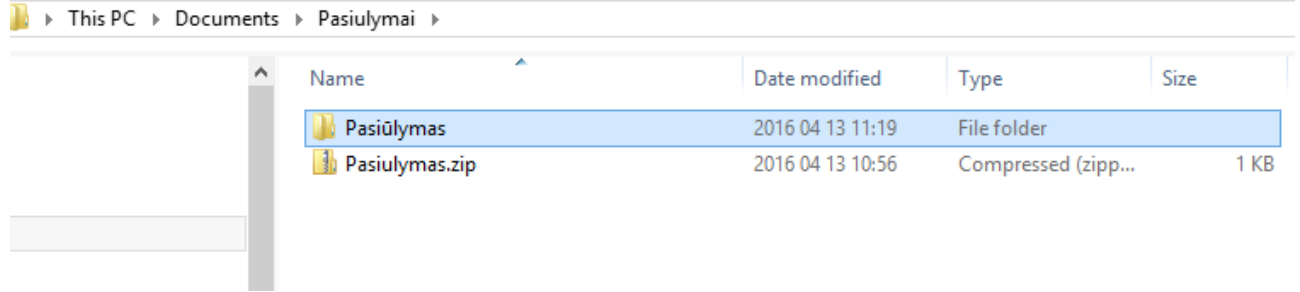 This PC Documents Pasiulymai
Name Date modified Type Size
Pasiūlymas 2016 04 13 11:19 File folder
Pasiulymas.zip 2016 04 13 10:56 Compressed (zipp... 1 KB